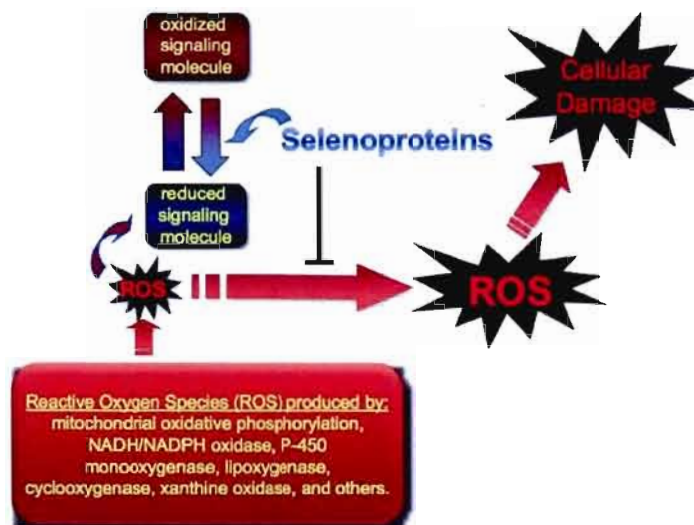 oxidized
signaling
molecule
Cellular
Damage
Selenoproteins
reduced
signaling
molecule
ROS
ROS
Reactive Oxygen Species (ROS) produced by:
mitochondrial oxidative phosphorylation,
NADH/NADPH oxidase, P-450
monooxygenase, lipoxygenase,
cyclooxygenase, xanthine oxidase, and others.